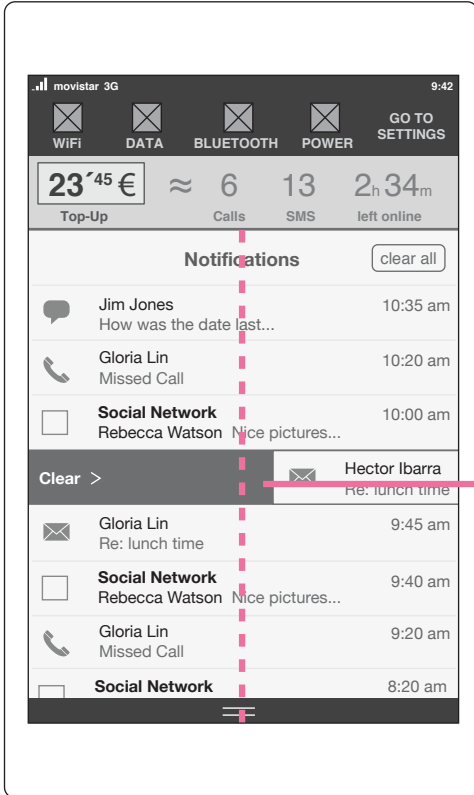 movistar 3G 9:42
WiFi DATA BLUETOOTH POWER GO TO SETTINGS
23´45 € ≈ 6 13 2h 34m
Top-Up Calls SMS left online
Notifications clear all
Jim Jones 10:35 am
How was the date last...
Gloria Lin 10:20 am
Missed Call
Social Network 10:00 am
Rebecca Watson Nice pictures...
Clear > Hector Ibarra
Re: lunch time
Gloria Lin 9:45 am
Re: lunch time
Social Network 9:40 am
Rebecca Watson Nice pictures...
Gloria Lin 9:20 am
Missed Call
Social Network 8:20 am